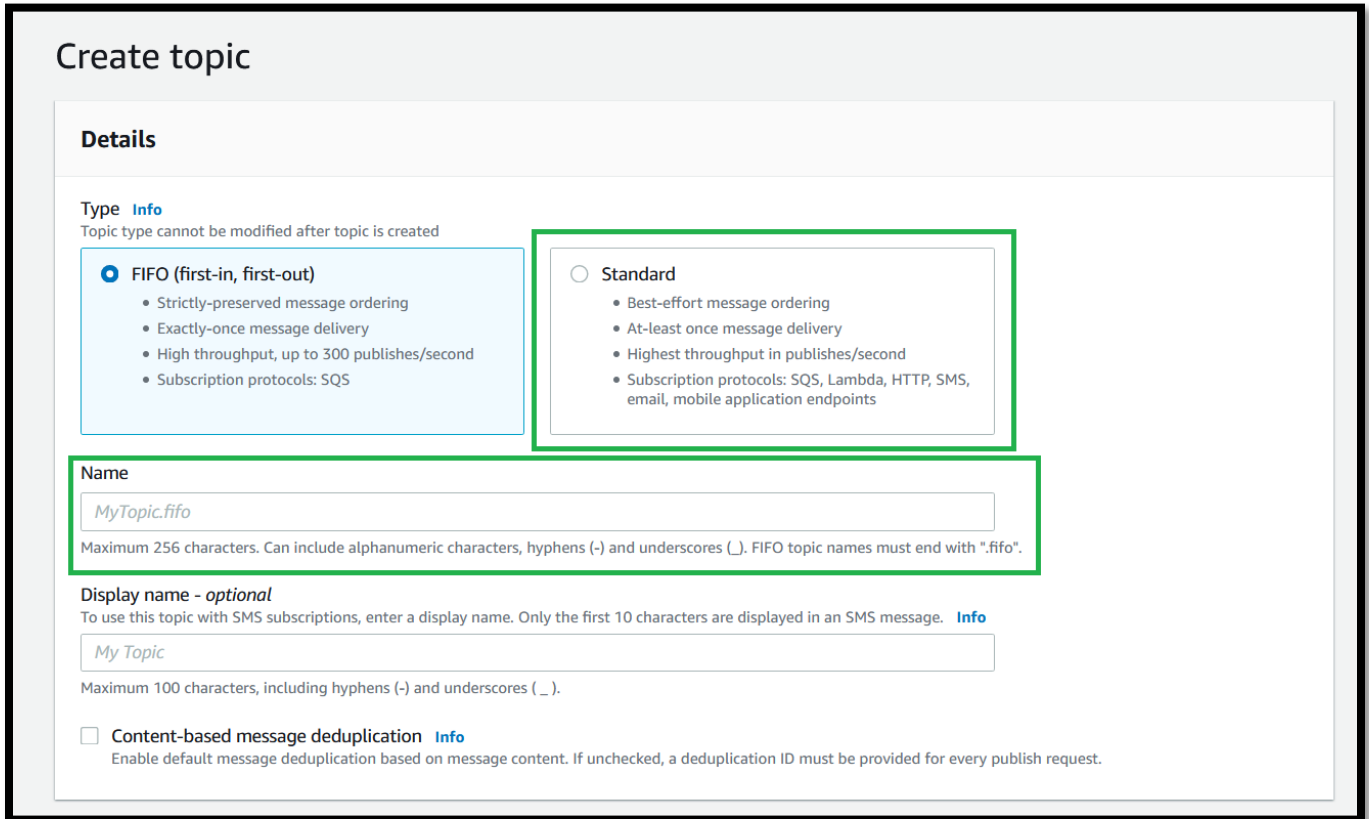 Create topic
Details
Type Info
Topic type cannot be modified after topic is created
FIFO (first-in, first-out)
• Strictly-preserved message ordering
• Exactly-once message delivery
• High throughput, up to 300 publishes/second
• Subscription protocols: SQS
Standard
• Best-effort message ordering
• At-least once message delivery
• Highest throughput in publishes/second
• Subscription protocols: SQS, Lambda, HTTP, SMS,
email, mobile application endpoints
Name
MyTopic.fifo
Maximum 256 characters. Can include alphanumeric characters, hyphens (-) and underscores (_). FIFO topic names must end with ".fifo".
Display name - optional
To use this topic with SMS subscriptions, enter a display name. Only the first 10 characters are displayed in an SMS message. Info
My Topic
Maximum 100 characters, including hyphens (-) and underscores ( _ ).
Content-based message deduplication Info
Enable default message deduplication based on message content. If unchecked, a deduplication ID must be provided for every publish request.